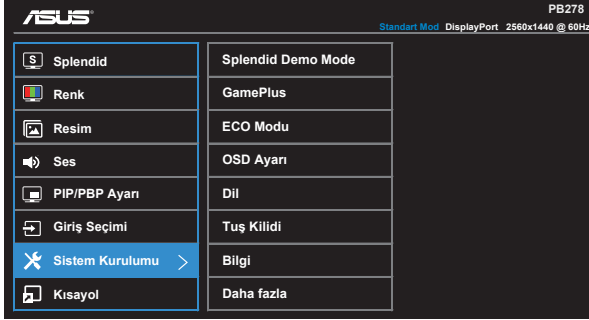 ASUS
PB278
Standart Mod DisplayPort 2560x1440 @ 60Hz
S Splendid
Renk
Resim
Ses
PIP/PBP Ayarı
Giriş Seçimi
Sistem Kurulumu
Kısayol
Splendid Demo Mode
GamePlus
ECO Modu
OSD Ayarı
Dil
Tuş Kilidi
Bilgi
Daha fazla